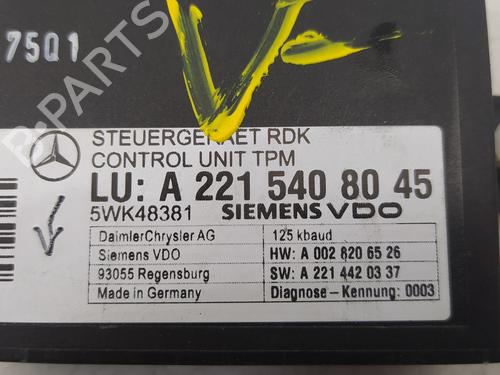 75Q1
B-PARTS
STEUERGERAET RDK
CONTROL UNIT TPM
LU: A 221 540 80 45
5WK48381 SIEMENS VDO
DaimlerChrysler AG 125 kbaud
Siemens VDO HW: A 002 820 65 26
93055 Regensburg SW: A 221 442 03 37
Made in Germany Diagnose - Kennung: 0003